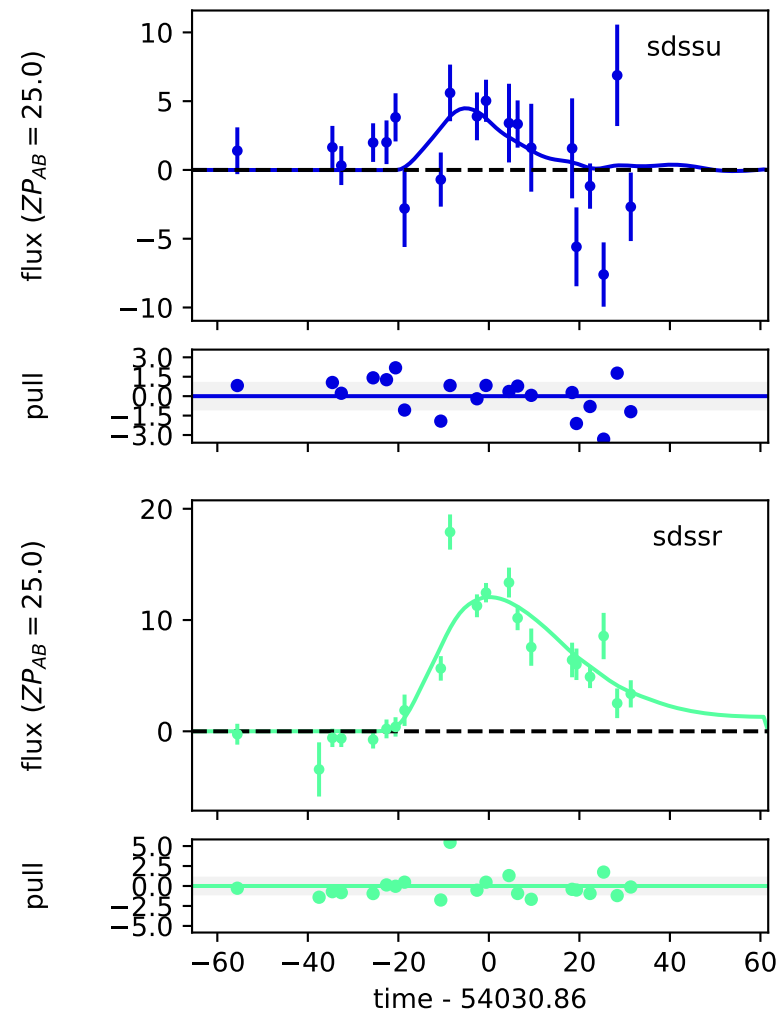 10
5
0
−5
−10
flux (ZP_AB = 25.0)
sdssu
3.0
1.5
0.0
−1.5
−3.0
pull
20
10
0
flux (ZP_AB = 25.0)
sdssr
5.0
2.5
0.0
−2.5
−5.0
pull
−60 −40 −20 0 20 40 60
time - 54030.86